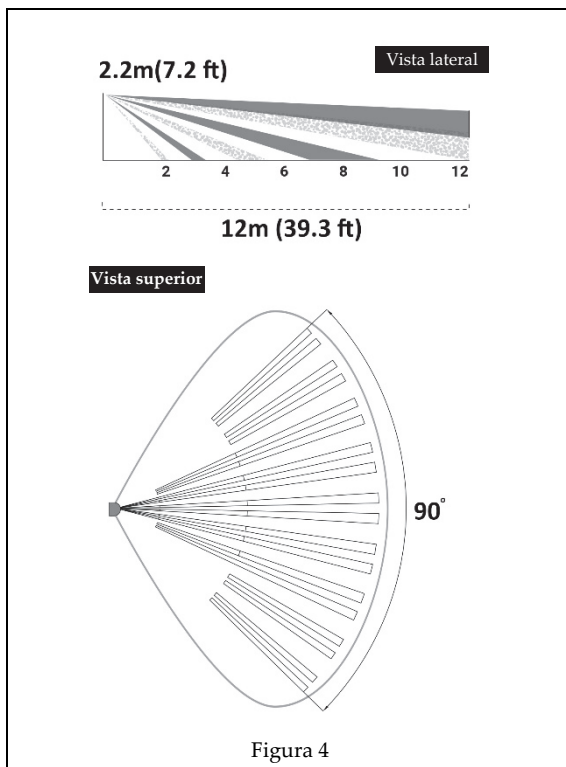 Vista lateral
2.2m(7.2 ft)
2 4 6 8 10 12
12m (39.3 ft)
Vista superior
90°
Figura 4